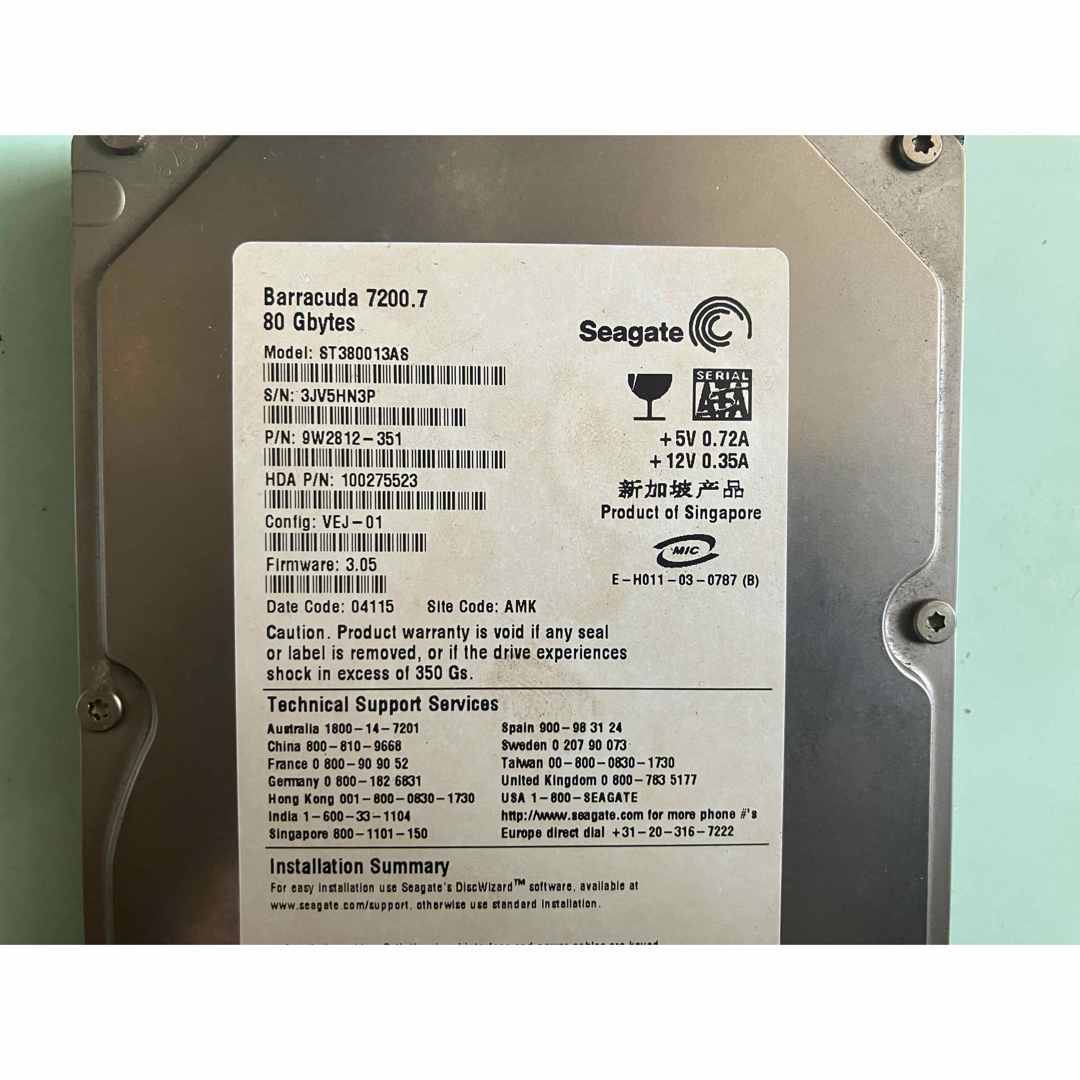 Barracuda 7200.7
80 Gbytes
Model: ST380013AS
S/N: 3JV5HN3P
P/N: 9W2812-351
HDA P/N: 100275523
Config: VEJ-01
Firmware: 3.05
Date Code: 04115 Site Code: AMK
Seagate
SERIAL
ATA
+5V 0.72A
+12V 0.35A
新加坡产品
Product of Singapore
MIC
E-H011-03-0787 (B)
Caution. Product warranty is void if any seal
or label is removed, or if the drive experiences
shock in excess of 350 Gs.
Technical Support Services
Australia 1800-14-7201
China 800-810-9668
France 0 800-90 90 52
Germany 0 800-182 6831
Hong Kong 001-800-0830-1730
India 1-600-33-1104
Singapore 800-1101-150
Spain 900-98 31 24
Sweden 0 207 90 073
Taiwan 00-800-0830-1730
United Kingdom 0 800-783 5177
USA 1-800-SEAGATE
http://www.seagate.com for more phone #'s
Europe direct dial +31-20-316-7222
Installation Summary
For easy installation use Seagate's DiscWizard™ software, available at
www.seagate.com/support, otherwise use standard installation.